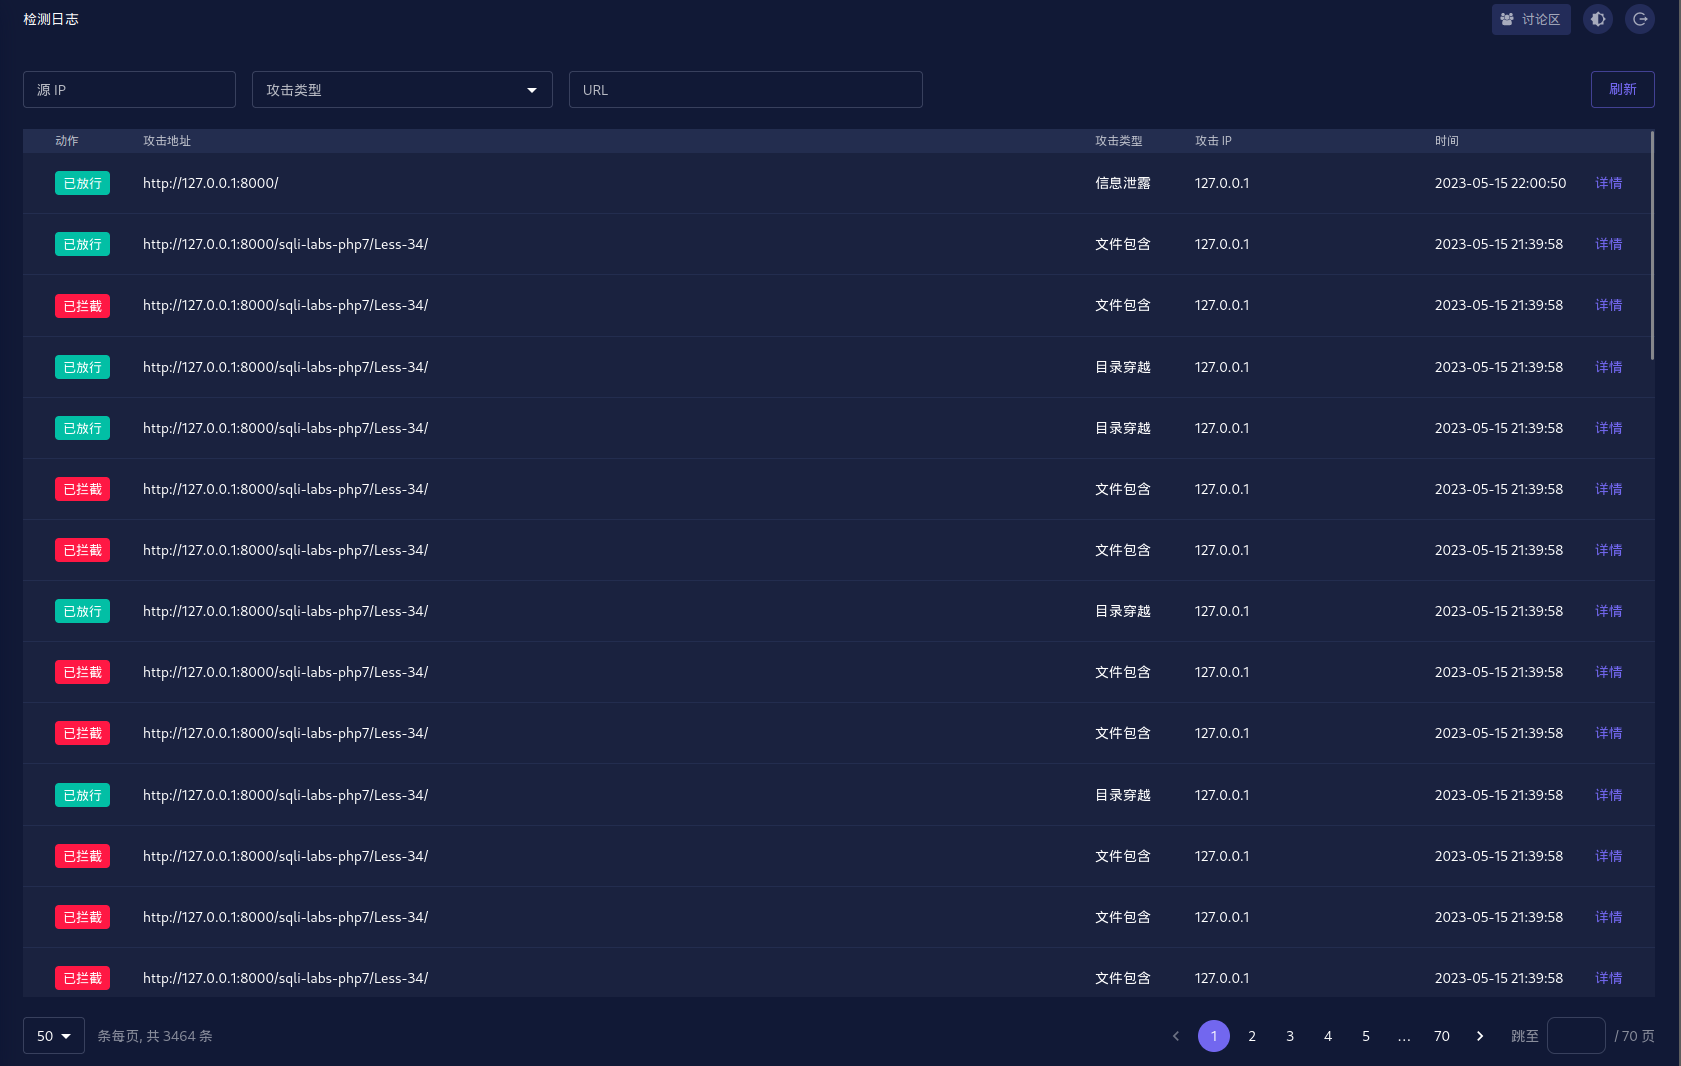 检测日志 讨论区
源 IP 攻击类型 URL 刷新
动作 攻击地址 攻击类型 攻击 IP 时间
已放行 http://127.0.0.1:8000/ 信息泄露 127.0.0.1 2023-05-15 22:00:50 详情
已放行 http://127.0.0.1:8000/sqli-labs-php7/Less-34/ 文件包含 127.0.0.1 2023-05-15 21:39:58 详情
已拦截 http://127.0.0.1:8000/sqli-labs-php7/Less-34/ 文件包含 127.0.0.1 2023-05-15 21:39:58 详情
已放行 http://127.0.0.1:8000/sqli-labs-php7/Less-34/ 目录穿越 127.0.0.1 2023-05-15 21:39:58 详情
已放行 http://127.0.0.1:8000/sqli-labs-php7/Less-34/ 目录穿越 127.0.0.1 2023-05-15 21:39:58 详情
已拦截 http://127.0.0.1:8000/sqli-labs-php7/Less-34/ 文件包含 127.0.0.1 2023-05-15 21:39:58 详情
已拦截 http://127.0.0.1:8000/sqli-labs-php7/Less-34/ 文件包含 127.0.0.1 2023-05-15 21:39:58 详情
已放行 http://127.0.0.1:8000/sqli-labs-php7/Less-34/ 目录穿越 127.0.0.1 2023-05-15 21:39:58 详情
已拦截 http://127.0.0.1:8000/sqli-labs-php7/Less-34/ 文件包含 127.0.0.1 2023-05-15 21:39:58 详情
已拦截 http://127.0.0.1:8000/sqli-labs-php7/Less-34/ 文件包含 127.0.0.1 2023-05-15 21:39:58 详情
已放行 http://127.0.0.1:8000/sqli-labs-php7/Less-34/ 目录穿越 127.0.0.1 2023-05-15 21:39:58 详情
已拦截 http://127.0.0.1:8000/sqli-labs-php7/Less-34/ 文件包含 127.0.0.1 2023-05-15 21:39:58 详情
已拦截 http://127.0.0.1:8000/sqli-labs-php7/Less-34/ 文件包含 127.0.0.1 2023-05-15 21:39:58 详情
已拦截 http://127.0.0.1:8000/sqli-labs-php7/Less-34/ 文件包含 127.0.0.1 2023-05-15 21:39:58 详情
50 条每页, 共 3464 条 1 2 3 4 5 … 70 跳至 / 70 页